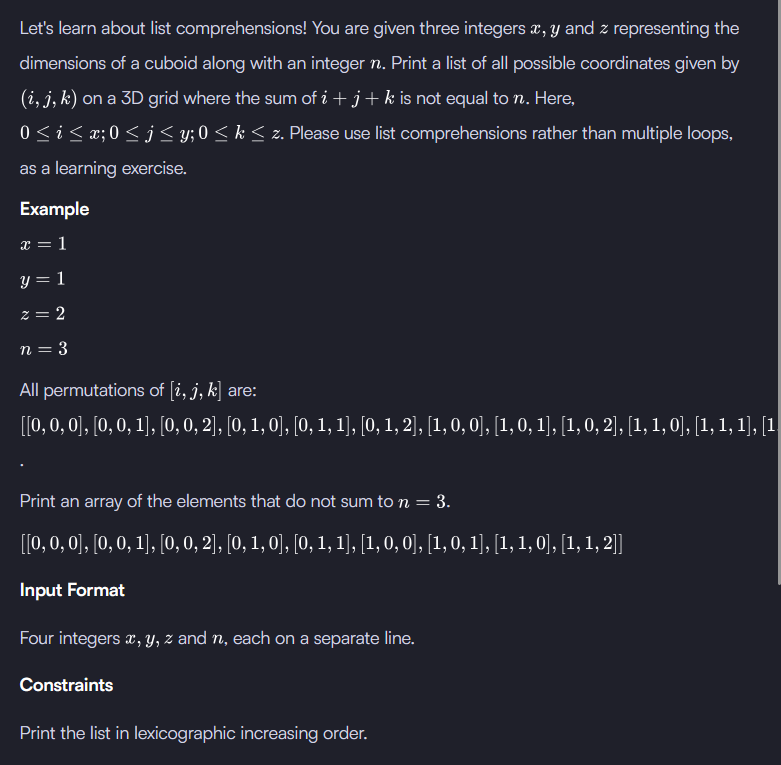 Let's learn about list comprehensions! You are given three integers x, y and z representing the
dimensions of a cuboid along with an integer n. Print a list of all possible coordinates given by
(i, j, k) on a 3D grid where the sum of i + j + k is not equal to n. Here,
0 ≤ i ≤ x; 0 ≤ j ≤ y; 0 ≤ k ≤ z. Please use list comprehensions rather than multiple loops,
as a learning exercise.
Example
x = 1
y = 1
z = 2
n = 3
All permutations of [i, j, k] are:
[[0, 0, 0], [0, 0, 1], [0, 0, 2], [0, 1, 0], [0, 1, 1], [0, 1, 2], [1, 0, 0], [1, 0, 1], [1, 0, 2], [1, 1, 0], [1, 1, 1], [1
.
Print an array of the elements that do not sum to n = 3.
[[0, 0, 0], [0, 0, 1], [0, 0, 2], [0, 1, 0], [0, 1, 1], [1, 0, 0], [1, 0, 1], [1, 1, 0], [1, 1, 2]]
Input Format
Four integers x, y, z and n, each on a separate line.
Constraints
Print the list in lexicographic increasing order.